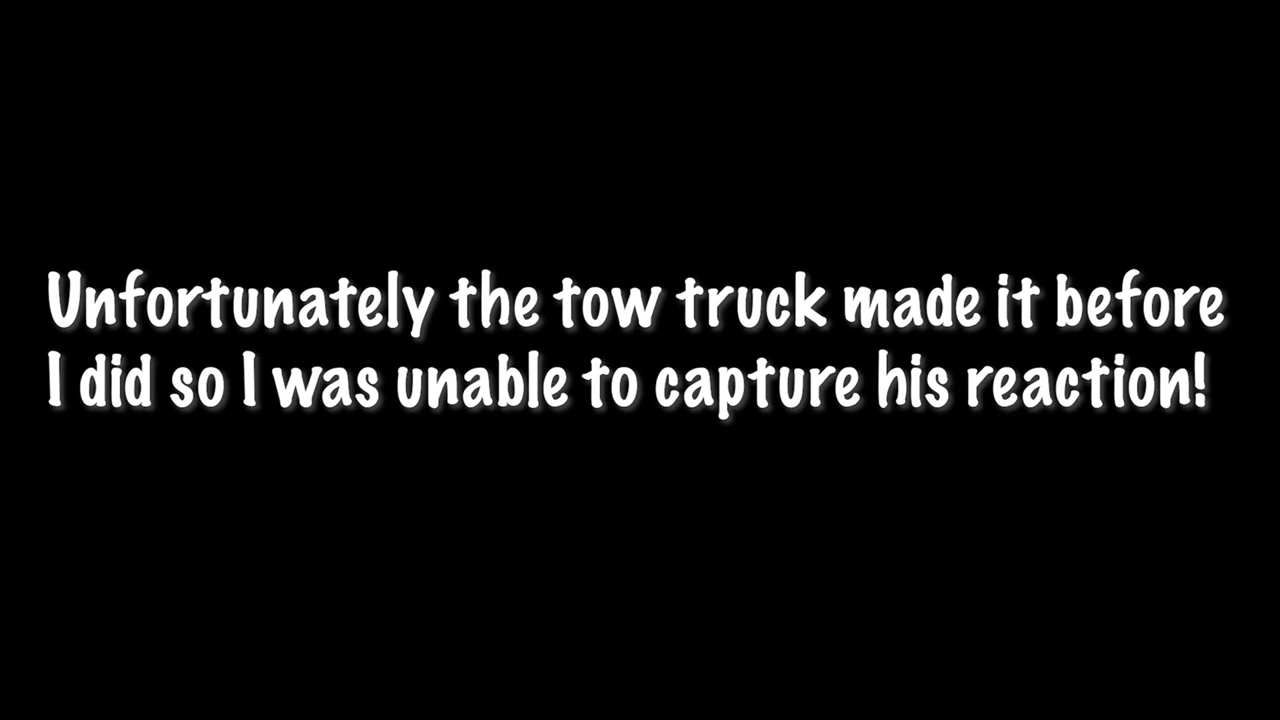 Unfortunately the tow truck made it before
I did so I was unable to capture his reaction!